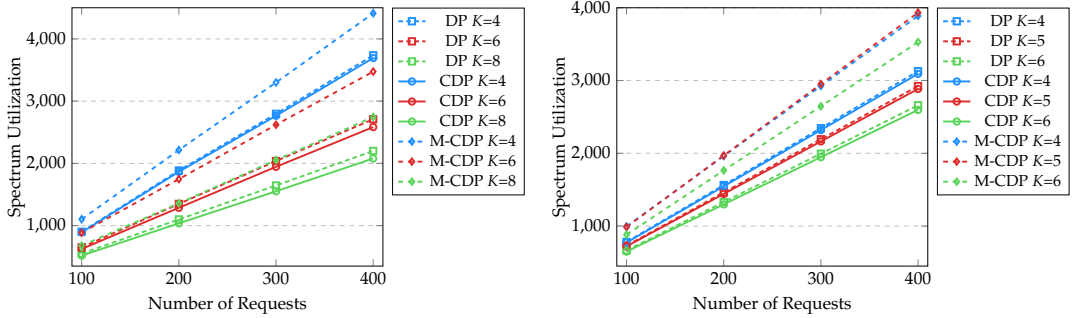 4,000
3,000
2,000
1,000
100
200
300
400
Number of Requests
Spectrum Utilization
DP K=4
DP K=6
DP K=8
CDP K=4
CDP K=6
CDP K=8
M-CDP K=4
M-CDP K=6
M-CDP K=8
4,000
3,000
2,000
1,000
100
200
300
400
Number of Requests
Spectrum Utilization
DP K=4
DP K=5
DP K=6
CDP K=4
CDP K=5
CDP K=6
M-CDP K=4
M-CDP K=5
M-CDP K=6